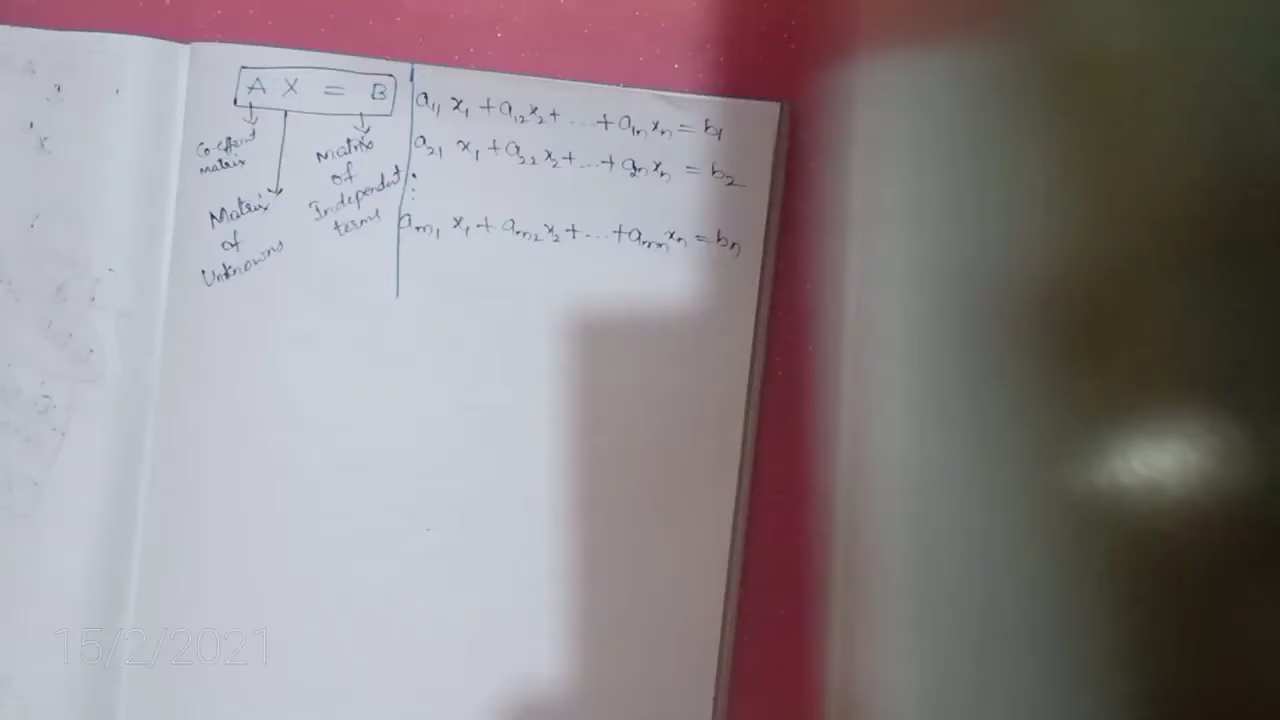 A X = B
Co-efficient matrix
Matrix of Unknowns
Matrix of Independent terms
a₁₁ x₁ + a₁₂ x₂ + ... + a₁ₙ xₙ = b₁
a₂₁ x₁ + a₂₂ x₂ + ... + a₂ₙ xₙ = b₂
⋮
aₘ₁ x₁ + aₘ₂ x₂ + ... + aₘₙ xₙ = bₙ
15/2/2021